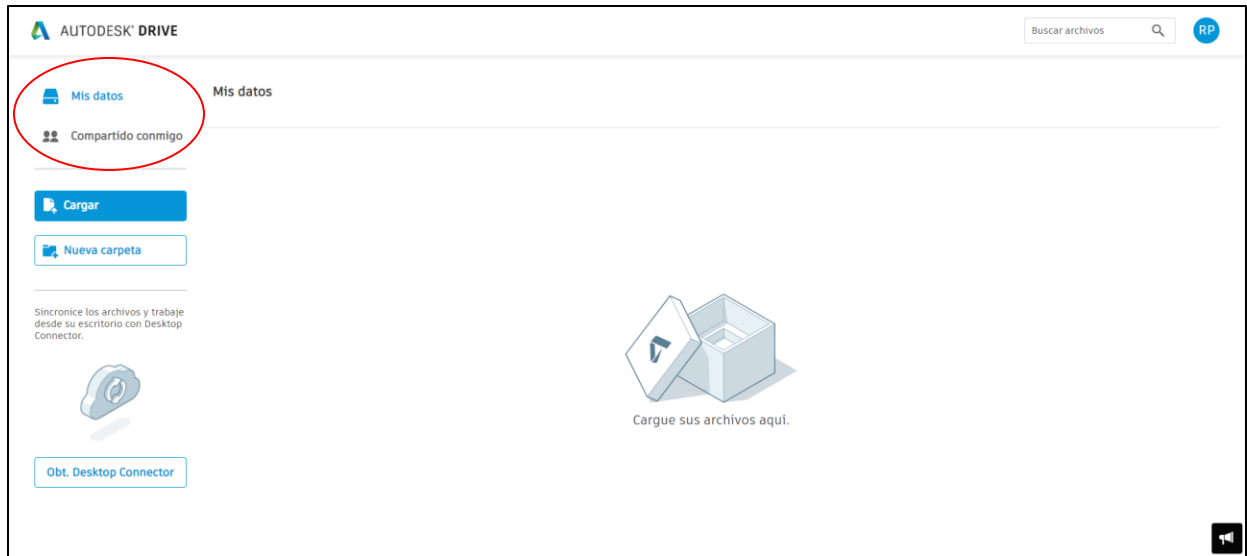 AUTODESK® DRIVE
Buscar archivos
RP
Mis datos
Compartido conmigo
Mis datos
Cargar
Nueva carpeta
Sincronice los archivos y trabaje
desde su escritorio con Desktop
Connector.
Obt. Desktop Connector
Cargue sus archivos aquí.